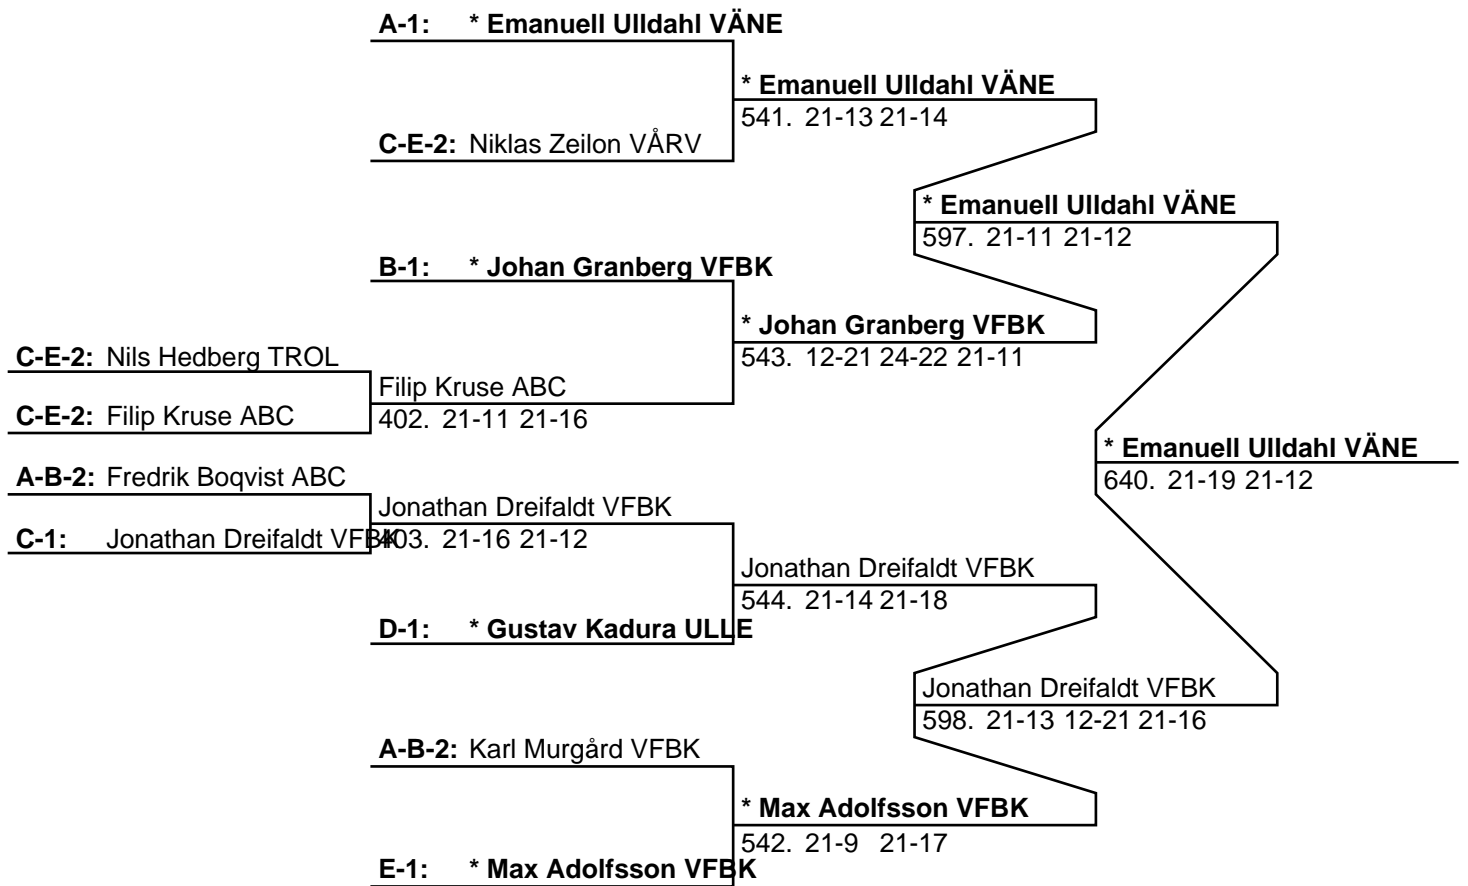 A-1: * Emanuell Ulldahl VÄNE
* Emanuell Ulldahl VÄNE
541. 21-13 21-14
C-E-2: Niklas Zeilon VÅRV
* Emanuell Ulldahl VÄNE
597. 21-11 21-12
B-1: * Johan Granberg VFBK
* Johan Granberg VFBK
543. 12-21 24-22 21-11
C-E-2: Nils Hedberg TROL
Filip Kruse ABC
C-E-2: Filip Kruse ABC
402. 21-11 21-16
* Emanuell Ulldahl VÄNE
640. 21-19 21-12
A-B-2: Fredrik Boqvist ABC
Jonathan Dreifaldt VFBK
C-1: Jonathan Dreifaldt VFBK
403. 21-16 21-12
Jonathan Dreifaldt VFBK
544. 21-14 21-18
D-1: * Gustav Kadura ULLE
Jonathan Dreifaldt VFBK
598. 21-13 12-21 21-16
A-B-2: Karl Murgård VFBK
* Max Adolfsson VFBK
542. 21-9 21-17
E-1: * Max Adolfsson VFBK